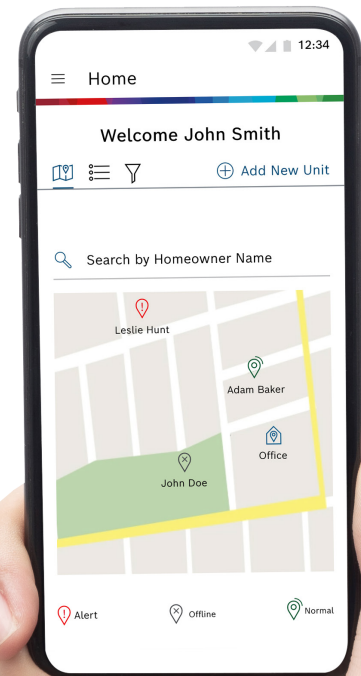 12:34
Home
Welcome John Smith
Add New Unit
Search by Homeowner Name
Leslie Hunt
Adam Baker
Office
John Doe
Alert
Offline
Normal